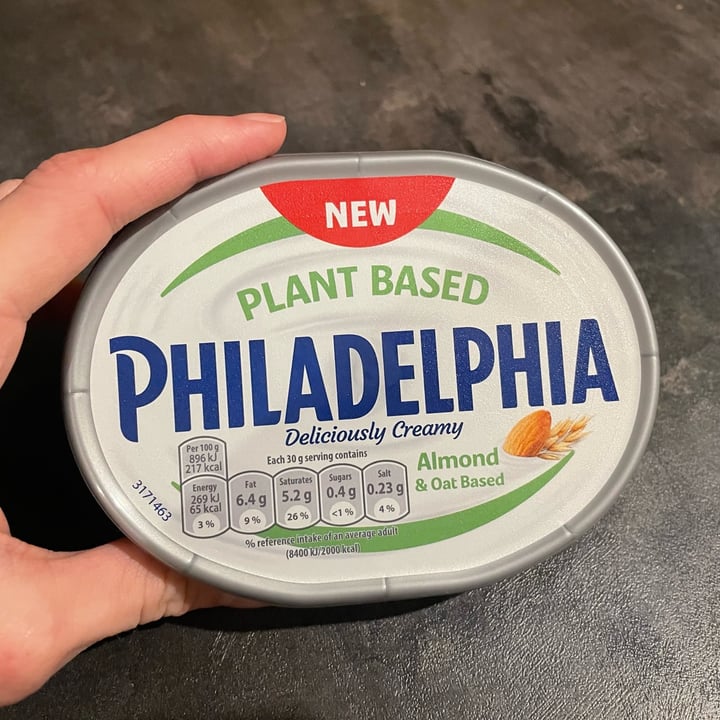 NEW
PLANT BASED
PHILADELPHIA
Deliciously Creamy
Almond
& Oat Based
Per 100 g
896 kJ
217 kcal
Each 30 g serving contains
Energy
269 kJ
65 kcal
3 %
Fat
6.4 g
9 %
Saturates
5.2 g
26 %
Sugars
0.4 g
<1 %
Salt
0.23 g
4 %
% reference intake of an average adult
(8400 kJ/2000 kcal)
3171463